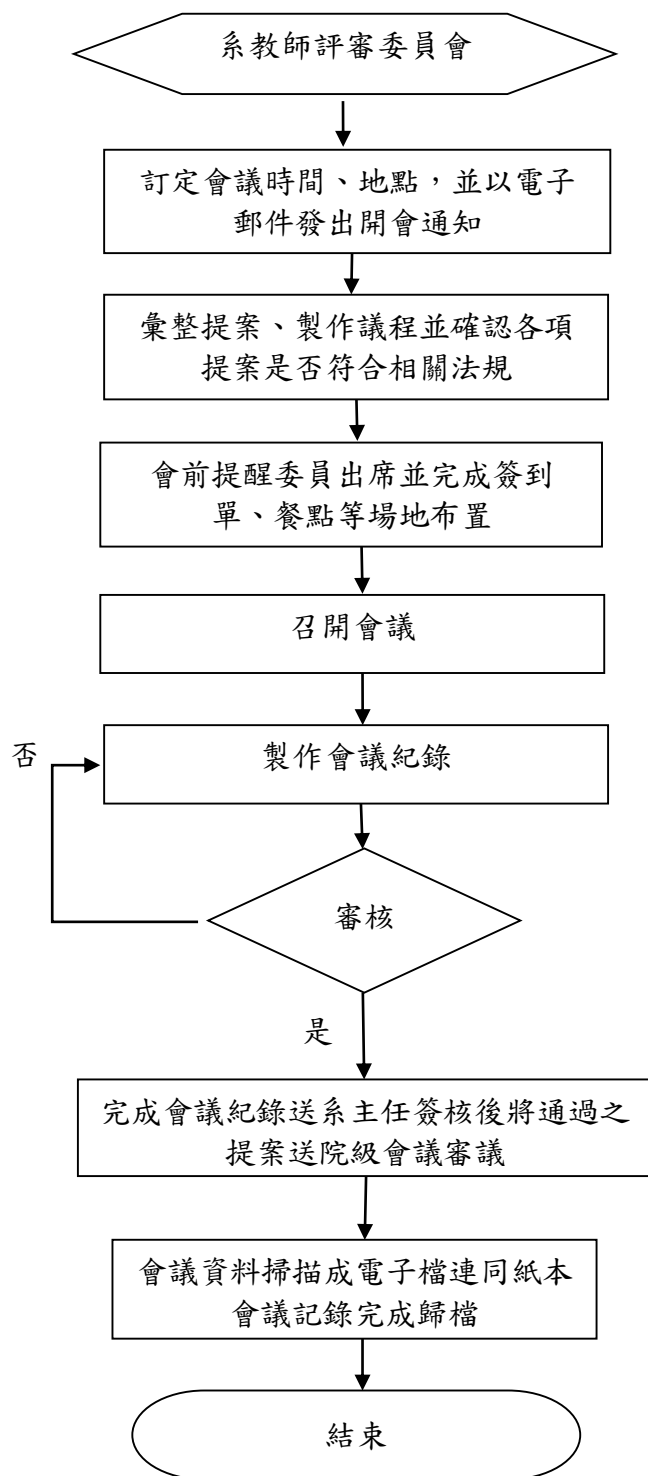 系教師評審委員會
訂定會議時間、地點，並以電子
郵件發出開會通知
彙整提案、製作議程並確認各項
提案是否符合相關法規
會前提醒委員出席並完成簽到
單、餐點等場地布置
召開會議
否
製作會議紀錄
審核
是
完成會議紀錄送系主任簽核後將通過之
提案送院級會議審議
會議資料掃描成電子檔連同紙本
會議記錄完成歸檔
結束